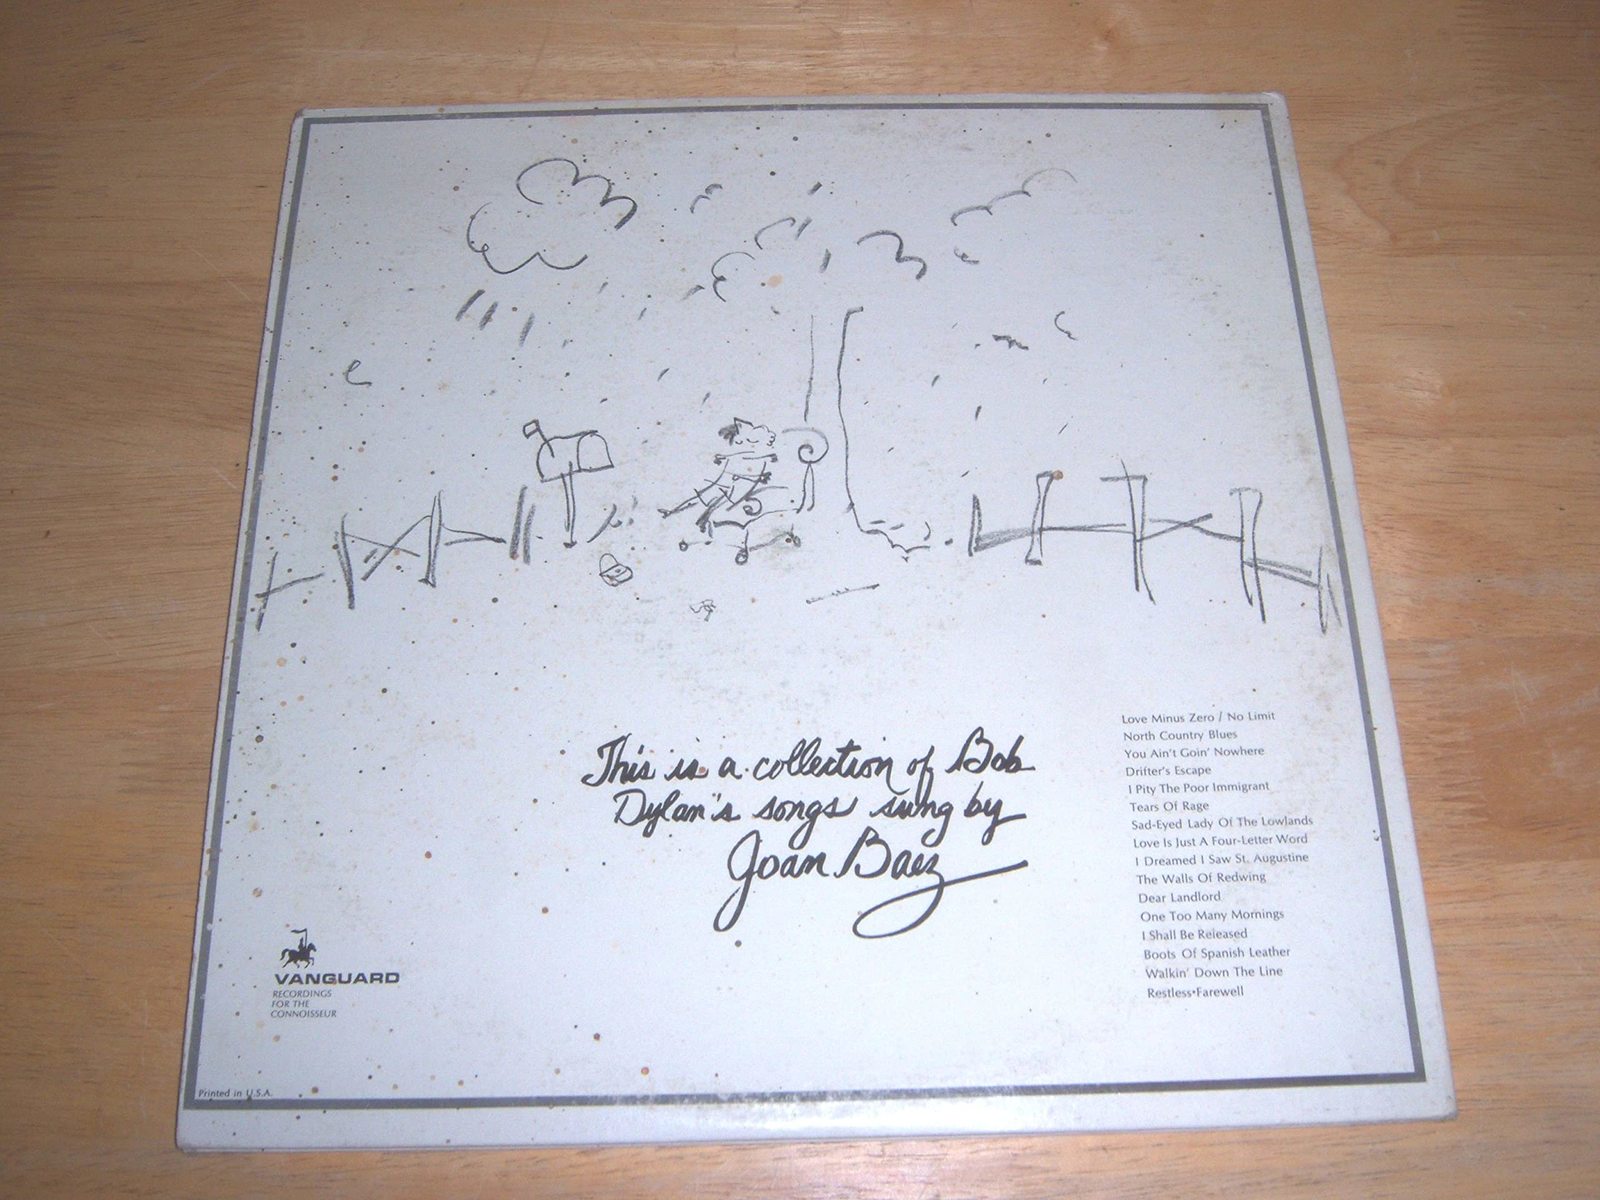 This is a collection of Bob
Dylan's songs sung by
Joan Baez
Love Minus Zero / No Limit
North Country Blues
You Ain't Goin' Nowhere
Drifter's Escape
I Pity The Poor Immigrant
Tears Of Rage
Sad-Eyed Lady Of The Lowlands
Love Is Just A Four-Letter Word
I Dreamed I Saw St. Augustine
The Walls Of Redwing
Dear Landlord
One Too Many Mornings
I Shall Be Released
Boots Of Spanish Leather
Walkin' Down The Line
Restless•Farewell
VANGUARD
RECORDINGS
FOR THE
CONNOISSEUR
Printed in U.S.A.